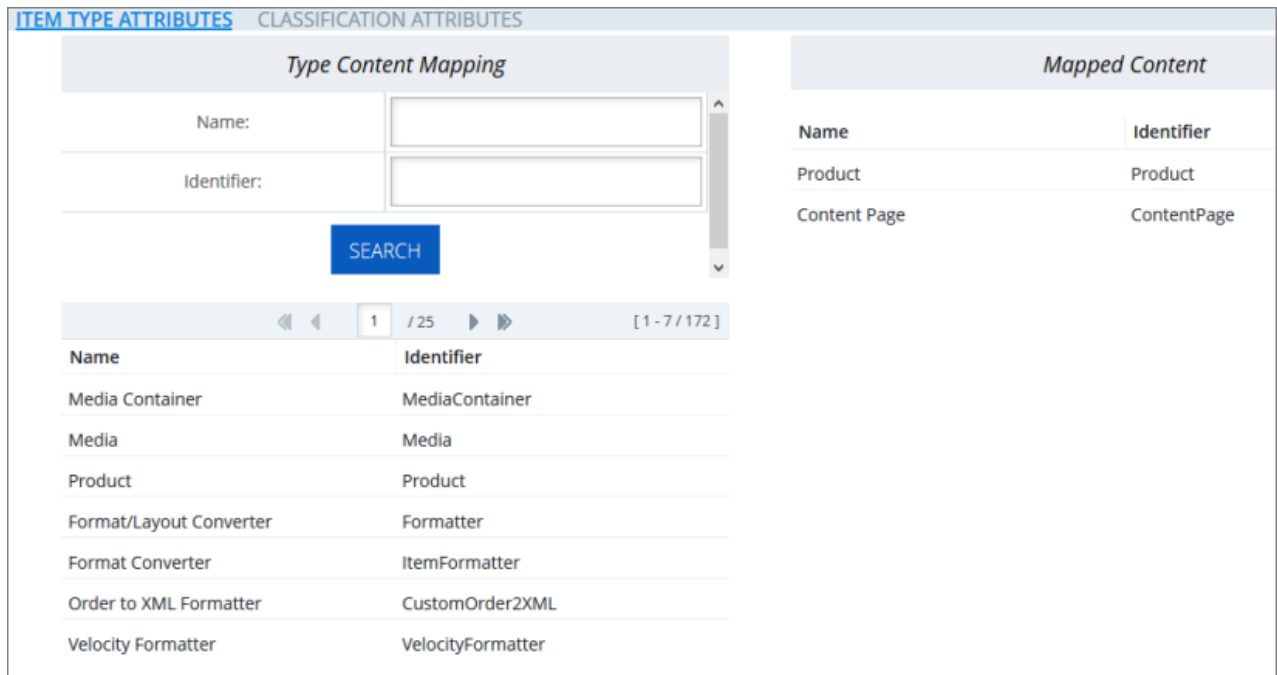 ITEM TYPE ATTRIBUTES CLASSIFICATION ATTRIBUTES
Type Content Mapping
Name:
Identifier:
SEARCH
1 / 25 [ 1 - 7 / 172 ]
Name Identifier
Media Container MediaContainer
Media Media
Product Product
Format/Layout Converter Formatter
Format Converter ItemFormatter
Order to XML Formatter CustomOrder2XML
Velocity Formatter VelocityFormatter
Mapped Content
Name Identifier
Product Product
Content Page ContentPage